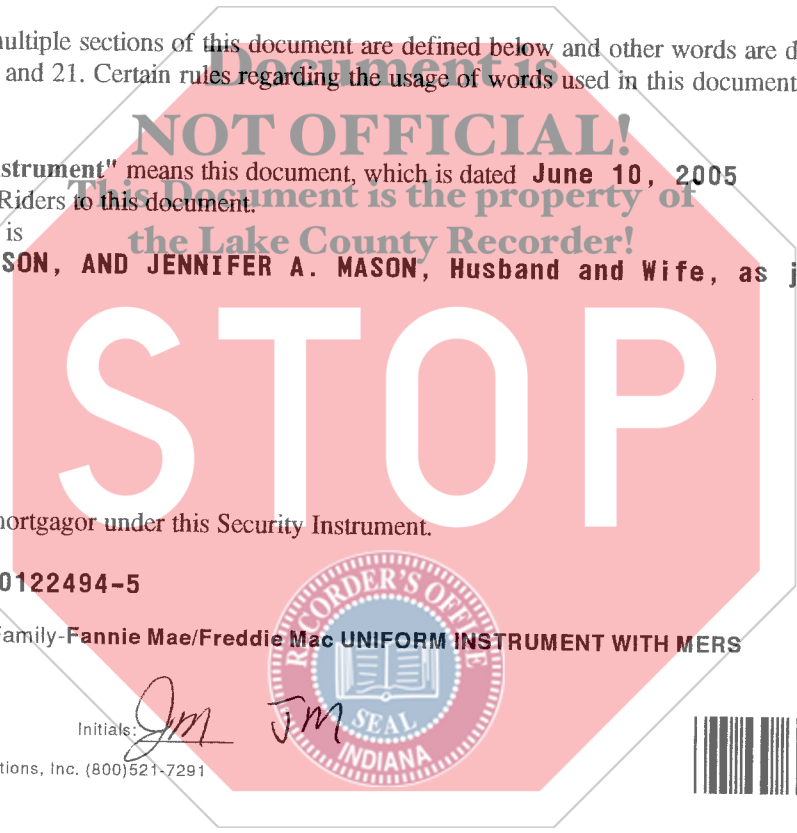 multiple sections of this document are defined below and other words are d
Document is
and 21. Certain rules regarding the usage of words used in this document
NOT OFFICIAL!
strument" means this document, which is dated June 10, 2005
This Document is the property of
Riders to this document.
is
the Lake County Recorder!
SON, AND JENNIFER A. MASON, Husband and Wife, as j
STOP
mortgagor under this Security Instrument.
0122494-5
RECORDER'S OFFICE
Family-Fannie Mae/Freddie Mac UNIFORM INSTRUMENT WITH MERS
SEAL
INDIANA
Initials: JM JM
tions, Inc. (800)521-7291